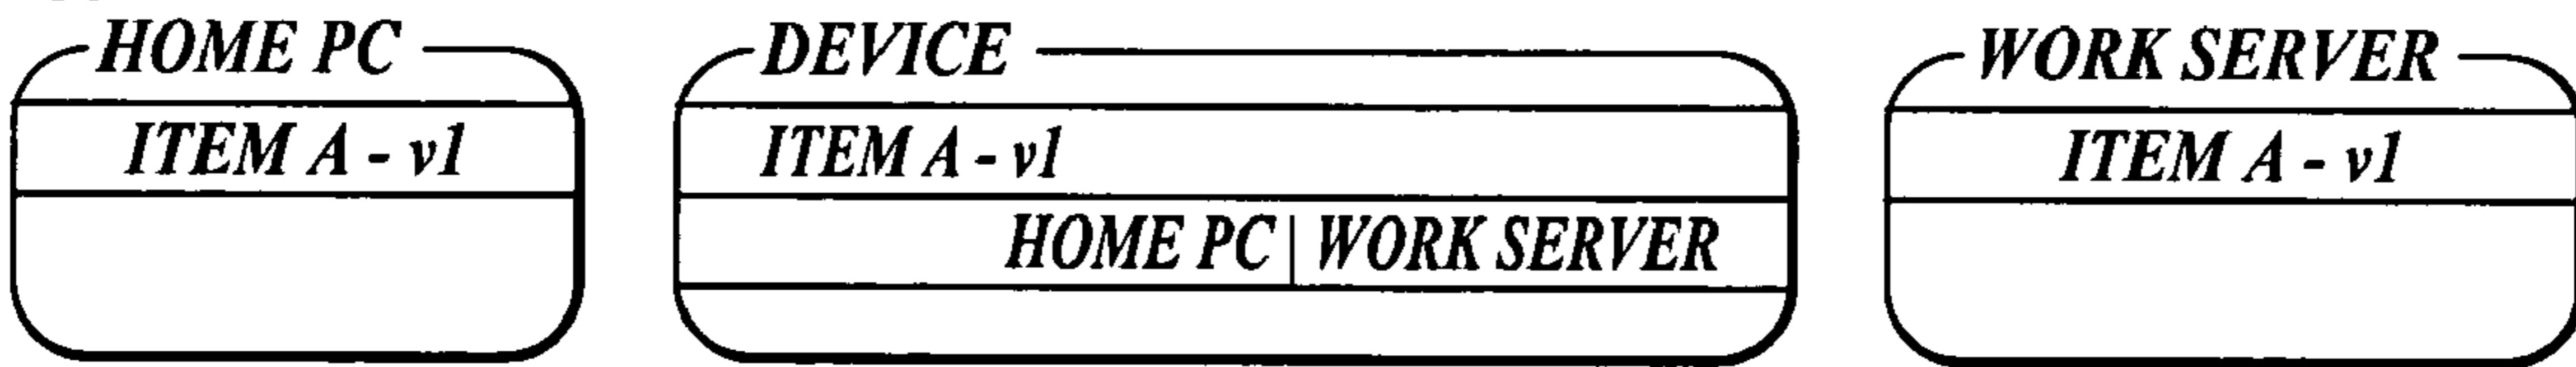 HOME PC
ITEM A - v1
DEVICE
ITEM A - v1
HOME PC | WORK SERVER
WORK SERVER
ITEM A - v1